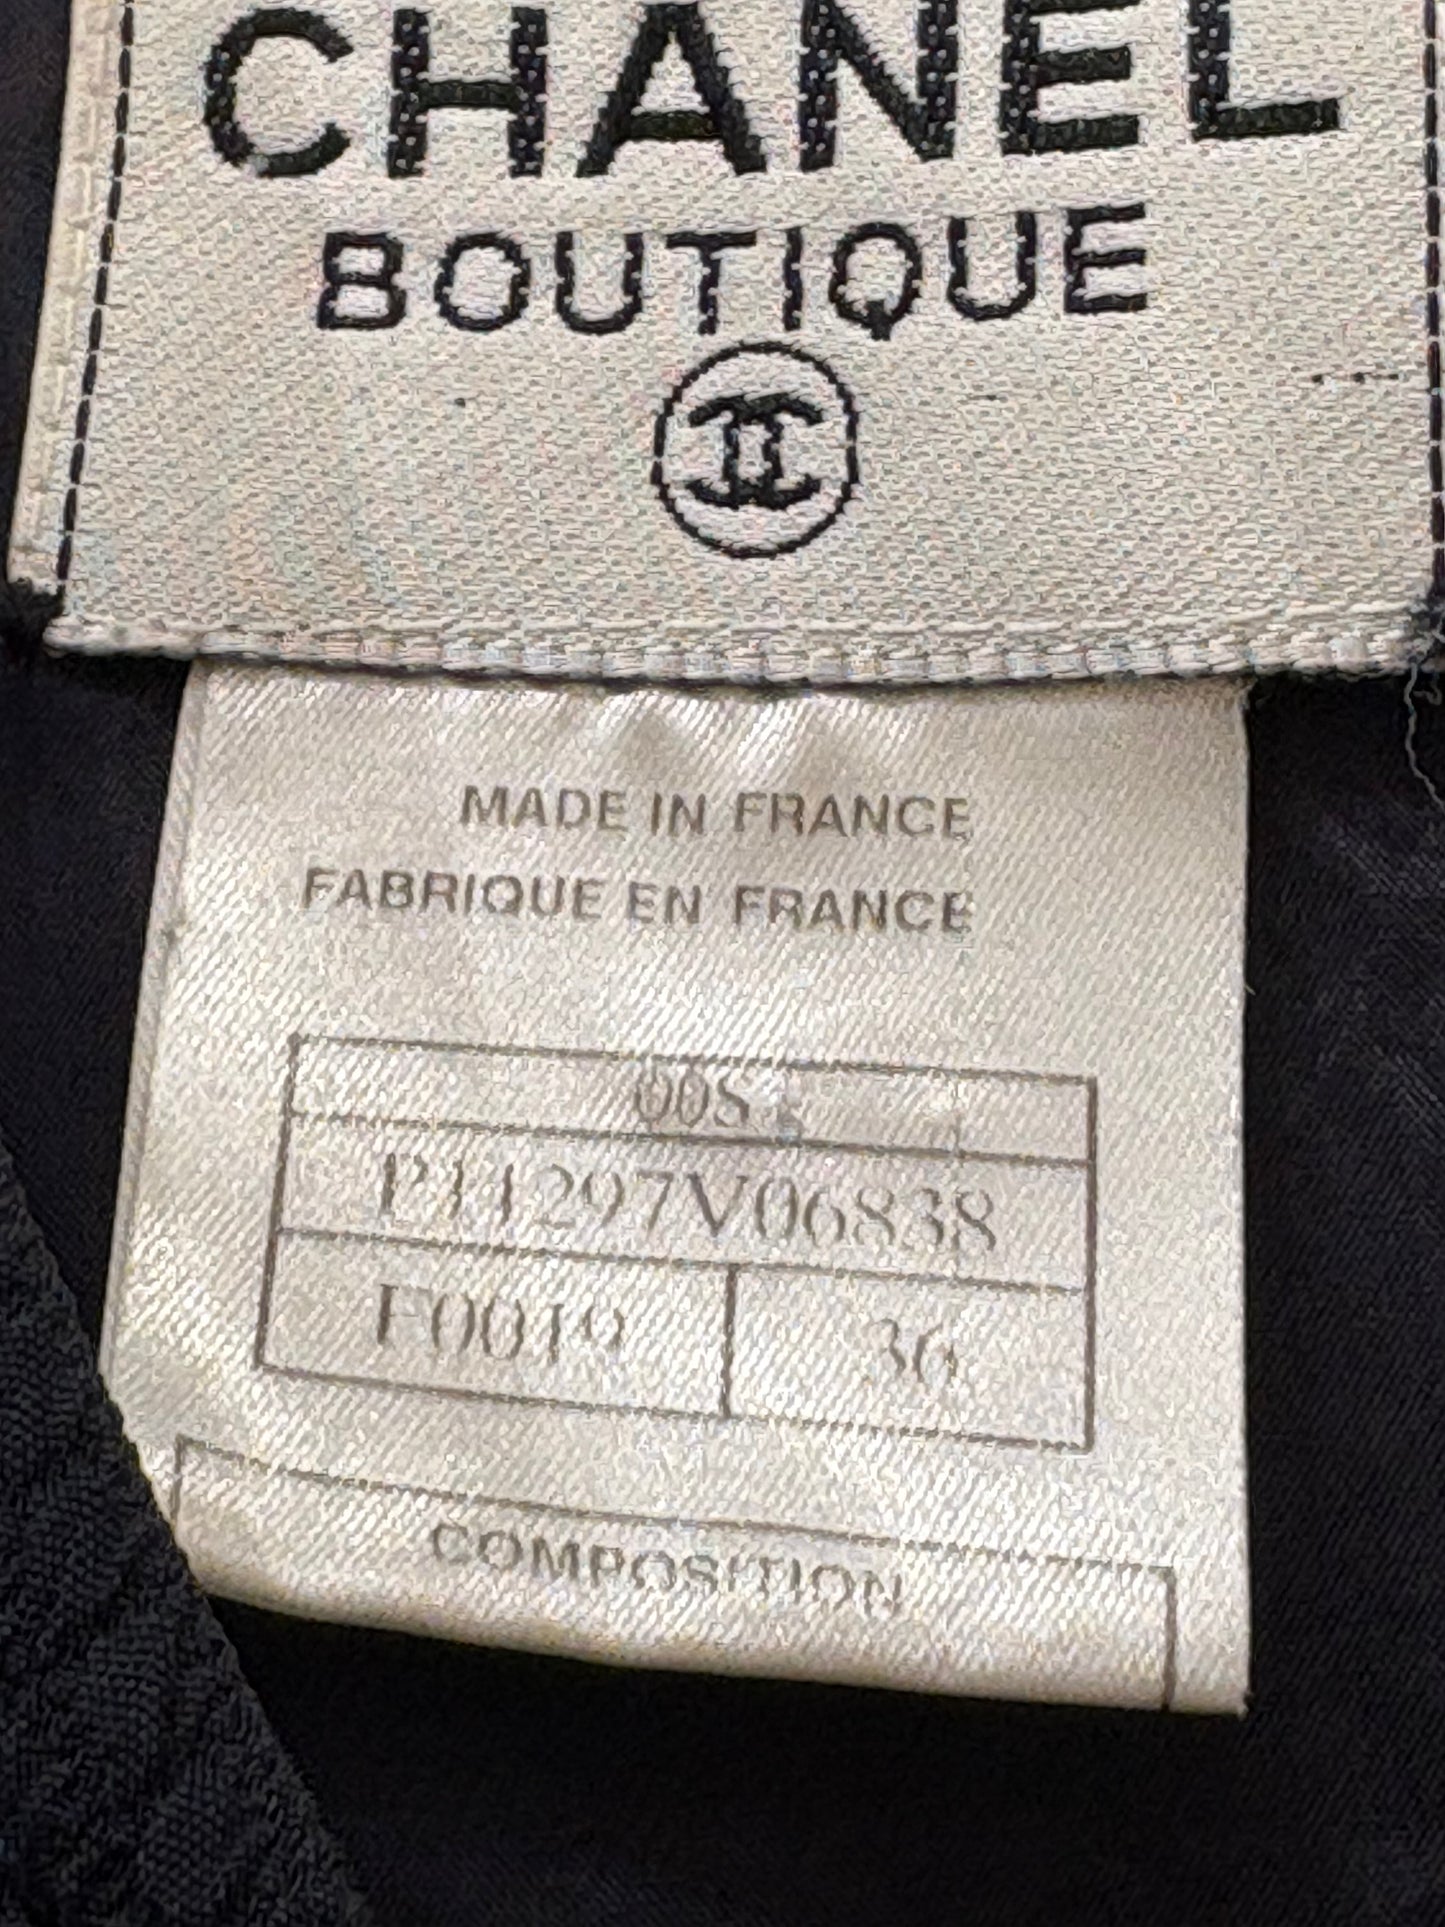 CHANEL
BOUTIQUE
MADE IN FRANCE
FABRIQUE EN FRANCE
00S
P14297V06838
F0019
36
COMPOSITION